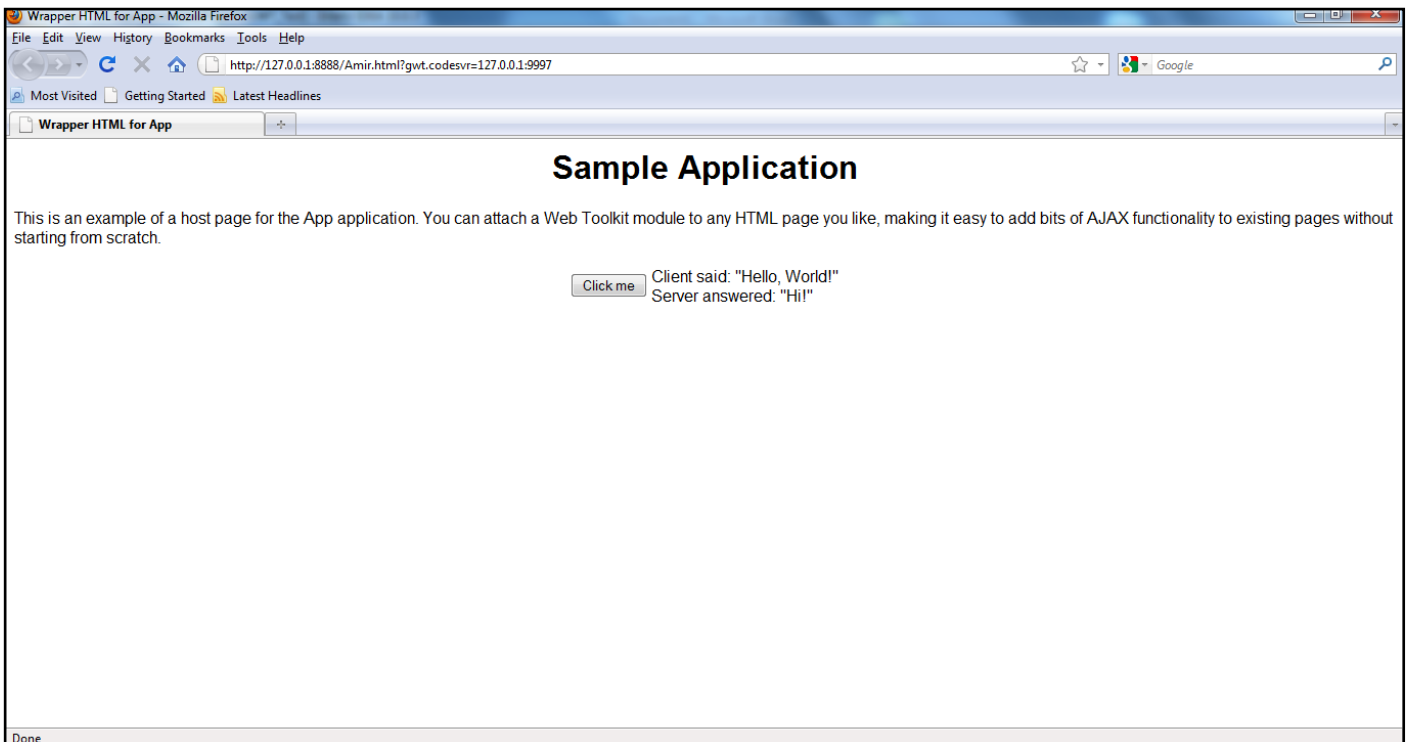 Wrapper HTML for App - Mozilla Firefox
File Edit View History Bookmarks Tools Help
http://127.0.0.1:8888/Amir.html?gwt.codesvr=127.0.0.1:9997
Google
Most Visited Getting Started Latest Headlines
Wrapper HTML for App
Sample Application
This is an example of a host page for the App application. You can attach a Web Toolkit module to any HTML page you like, making it easy to add bits of AJAX functionality to existing pages without
starting from scratch.
Click me
Client said: "Hello, World!"
Server answered: "Hi!"
Done